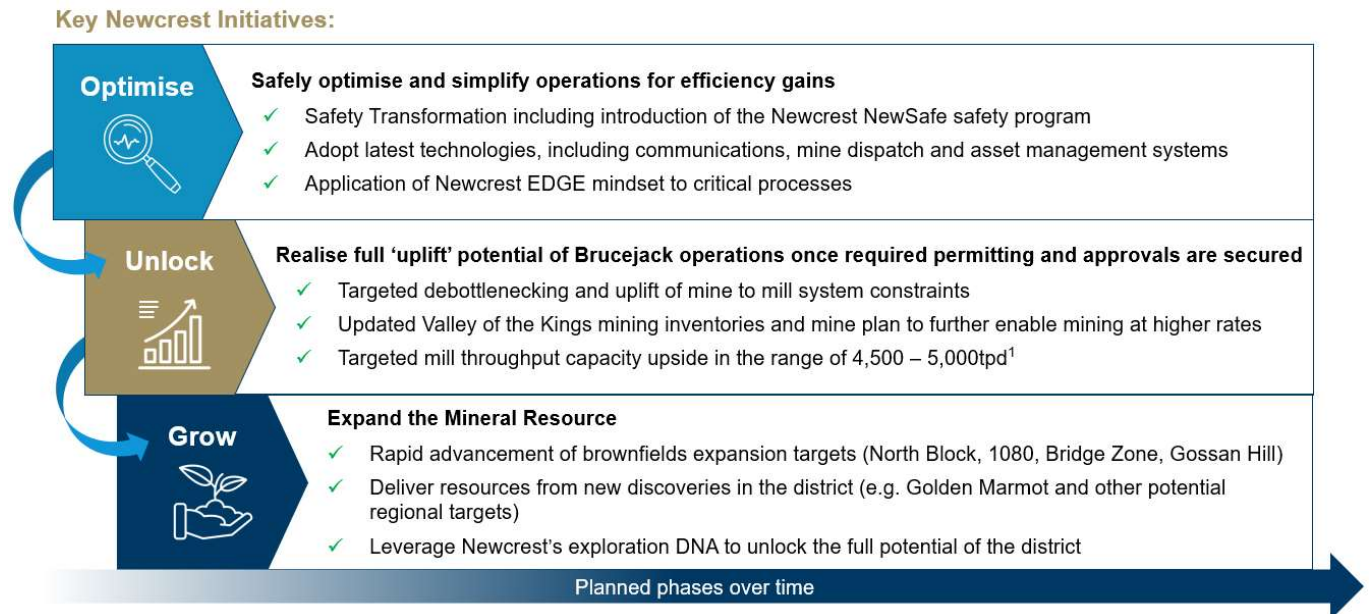 Key Newcrest Initiatives:
Optimise
Safely optimise and simplify operations for efficiency gains
✓ Safety Transformation including introduction of the Newcrest NewSafe safety program
✓ Adopt latest technologies, including communications, mine dispatch and asset management systems
✓ Application of Newcrest EDGE mindset to critical processes
Unlock
Realise full ‘uplift’ potential of Brucejack operations once required permitting and approvals are secured
✓ Targeted debottlenecking and uplift of mine to mill system constraints
✓ Updated Valley of the Kings mining inventories and mine plan to further enable mining at higher rates
✓ Targeted mill throughput capacity upside in the range of 4,500 – 5,000tpd¹
Grow
Expand the Mineral Resource
✓ Rapid advancement of brownfields expansion targets (North Block, 1080, Bridge Zone, Gossan Hill)
✓ Deliver resources from new discoveries in the district (e.g. Golden Marmot and other potential
regional targets)
✓ Leverage Newcrest’s exploration DNA to unlock the full potential of the district
Planned phases over time